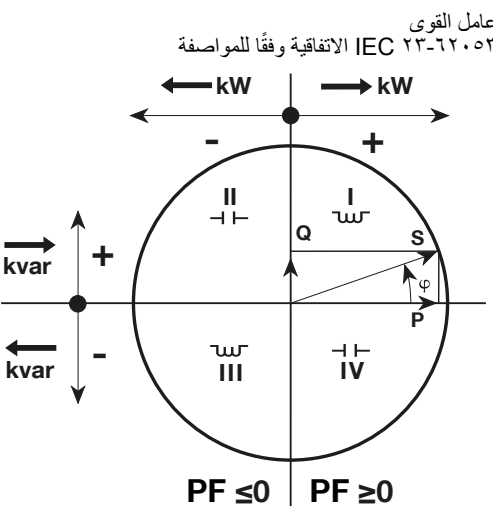 عامل القوى
الاتفاقية وفقًا للمواصفة IEC ٦٢٠٥٢-٢٣
kW kW
- +
II I
Q S
kvar + φ
P
kvar -
III IV
PF ≤0 PF ≥0